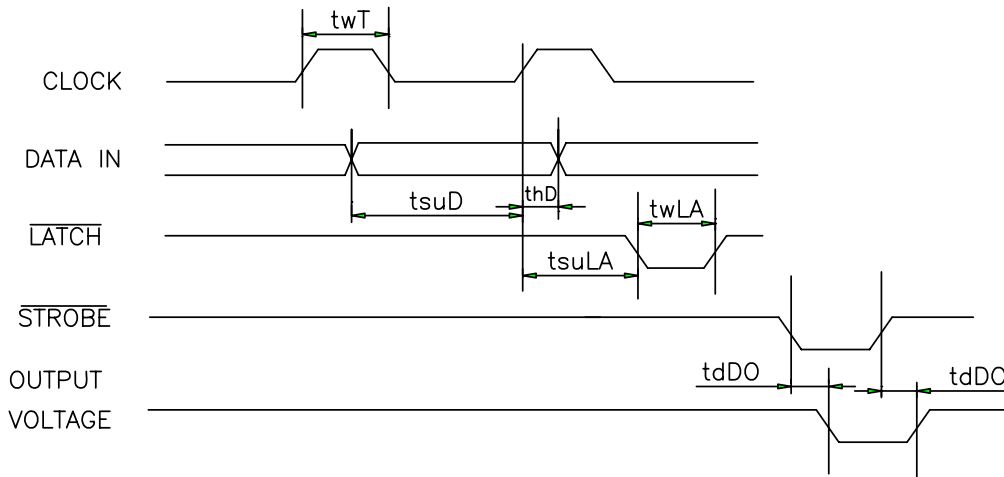 twT
CLOCK
DATA IN
thD
tsuD
twLA
LATCH
tsuLA
STROBE
tdDO
tdDO
OUTPUT
VOLTAGE